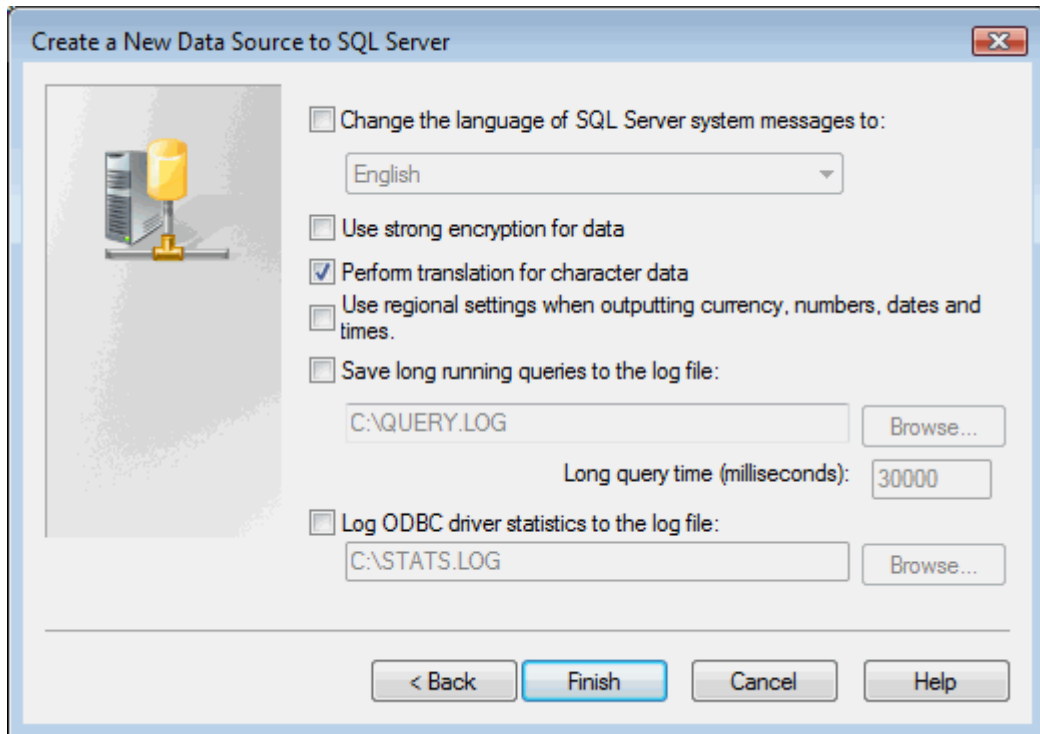 Create a New Data Source to SQL Server
Change the language of SQL Server system messages to:
English
Use strong encryption for data
Perform translation for character data
Use regional settings when outputting currency, numbers, dates and
times.
Save long running queries to the log file:
C:\QUERY.LOG
Browse...
Long query time (milliseconds):
30000
Log ODBC driver statistics to the log file:
C:\STATS.LOG
Browse...
< Back
Finish
Cancel
Help